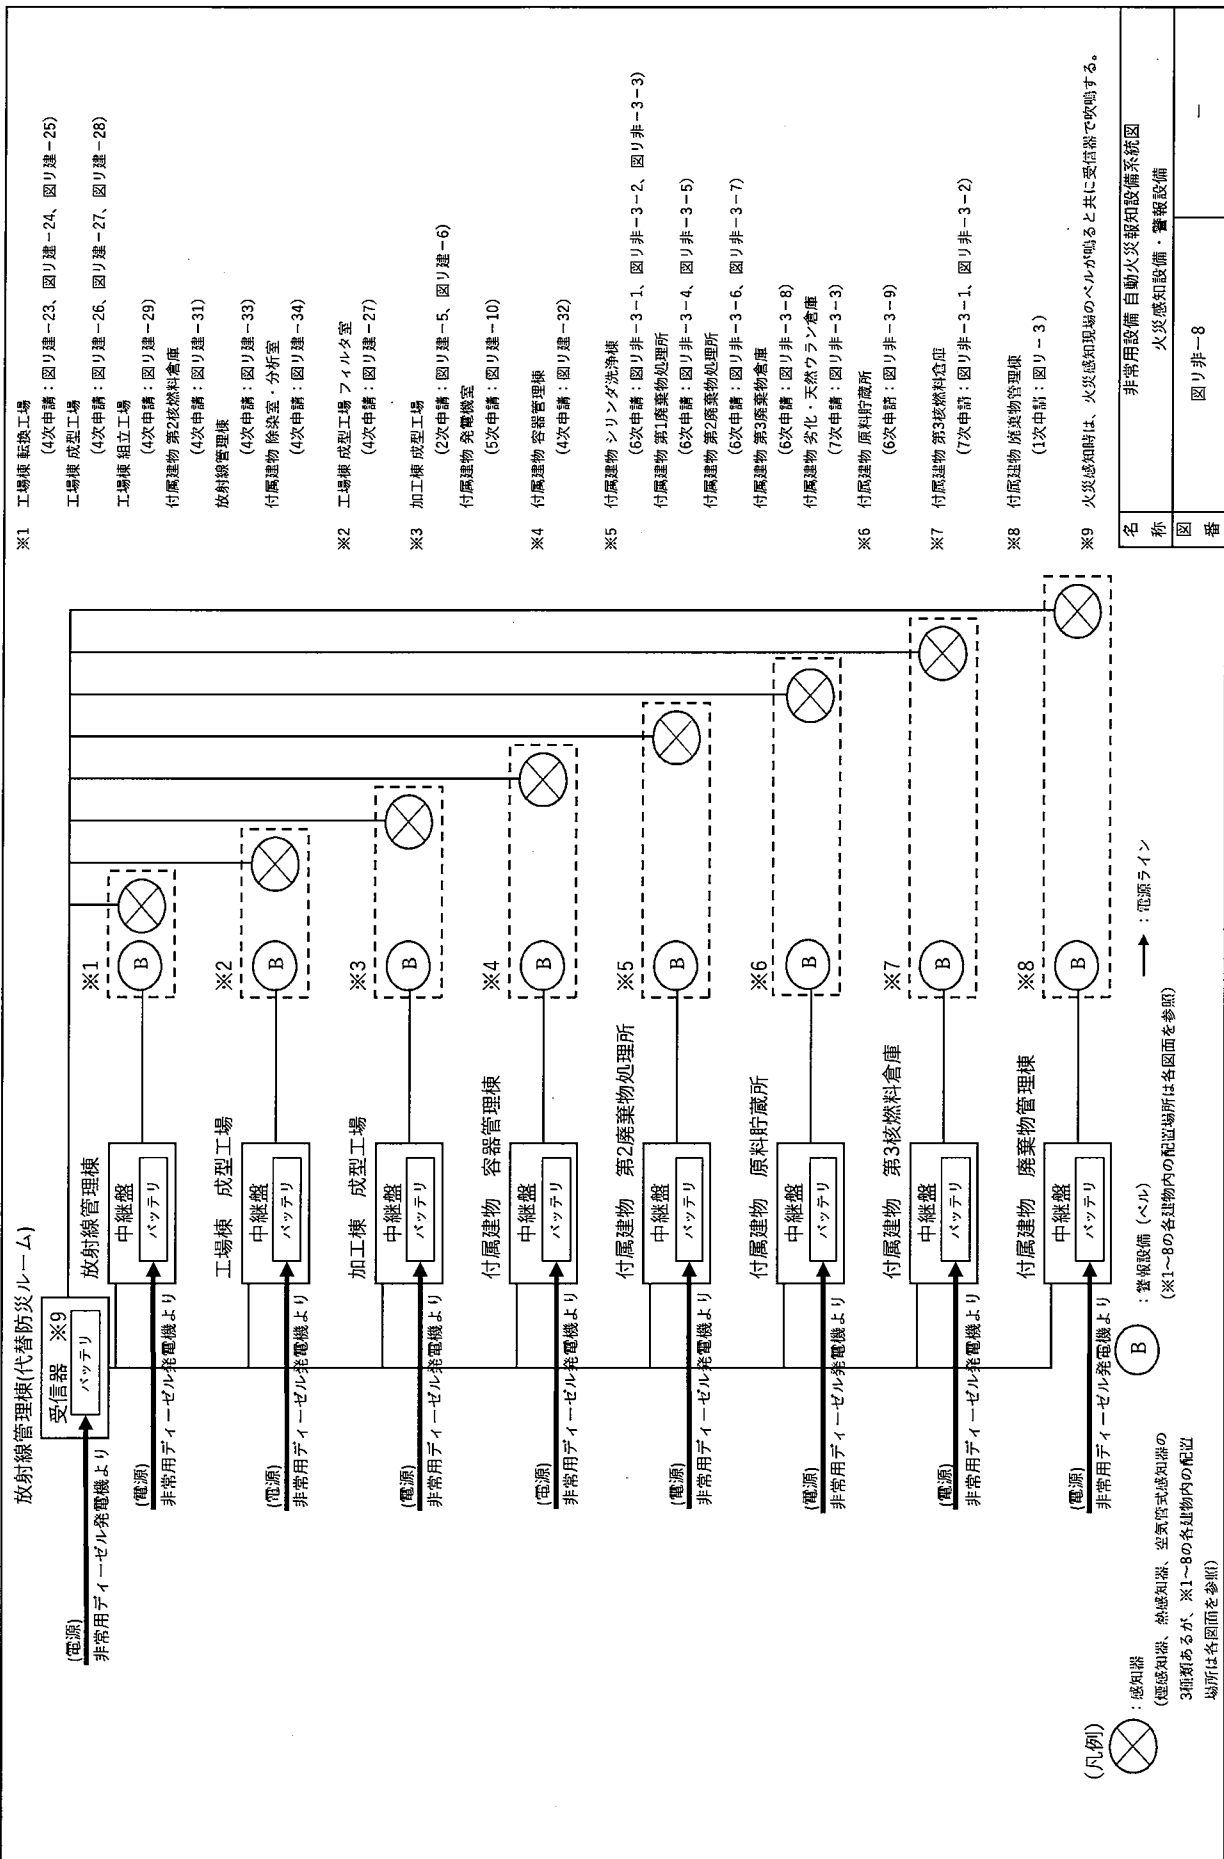 放射線管理棟(代替防災ルーム)
受信器 ※9
バッテリ
(電源)
非常用ディーゼル発電機より
放射線管理棟
中継盤
バッテリ
(電源)
非常用ディーゼル発電機より
※1
B
工場棟 成型工場
中継盤
バッテリ
(電源)
非常用ディーゼル発電機より
※2
B
加工棟 成型工場
中継盤
バッテリ
(電源)
非常用ディーゼル発電機より
※3
B
付属建物 容器管理棟
中継盤
バッテリ
(電源)
非常用ディーゼル発電機より
※4
B
付属建物 第2廃棄物処理所
中継盤
バッテリ
(電源)
非常用ディーゼル発電機より
※5
B
付属建物 原料貯蔵所
中継盤
バッテリ
(電源)
非常用ディーゼル発電機より
※6
B
付属建物 第3核燃料倉庫
中継盤
バッテリ
(電源)
非常用ディーゼル発電機より
※7
B
付属建物 廃棄物管理棟
中継盤
バッテリ
(電源)
非常用ディーゼル発電機より
※8
B
(凡例)
：感知器
(煙感知器、熱感知器、空気管式感知器の
3種類あるが、※1～8の各建物内の配置
場所は各図面を参照)
B ：警報設備 (ベル)
(※1～8の各建物内の配置場所は各図面を参照)
：電源ライン
※1 工場棟 転換工場
(4次申請：図リ建－23、図リ建－24、図リ建－25)
工場棟 成型工場
(4次申請：図リ建－26、図リ建－27、図リ建－28)
工場棟 組立工場
(4次申請：図リ建－29)
付属建物 第2核燃料倉庫
(4次申請：図リ建－31)
放射線管理棟
(4次申請：図リ建－33)
付属建物 除染室・分析室
(4次申請：図リ建－34)
※2 工場棟 成型工場 フィルタ室
(4次申請：図リ建－27)
※3 加工棟 成型工場
(2次申請：図リ建－5、図リ建－6)
付属建物 発電機室
(5次申請：図リ建－10)
※4 付属建物 容器管理棟
(4次申請：図リ建－32)
※5 付属建物 シリンダ洗浄棟
(6次申請：図リ非－3－1、図リ非－3－2、図リ非－3－3)
付属建物 第1廃棄物処理所
(6次申請：図リ非－3－4、図リ非－3－5)
付属建物 第2廃棄物処理所
(6次申請：図リ非－3－6、図リ非－3－7)
付属建物 第3廃棄物倉庫
(6次申請：図リ非－3－8)
付属建物 劣化・天然ウラン倉庫
(7次申請：図リ非－3－3)
※6 付属建物 原料貯蔵所
(6次申請：図リ非－3－9)
※7 付属建物 第3核燃料倉庫
(7次申請：図リ非－3－1、図リ非－3－2)
※8 付属建物 廃棄物管理棟
(1次申請：図リ－3)
※9 火災感知時は、火災感知現場のベルが鳴ると共に受信器で吹鳴する。
名称
非常用設備 自動火災報知設備系統図
火災感知設備・警報設備
図番
図リ非－8
－